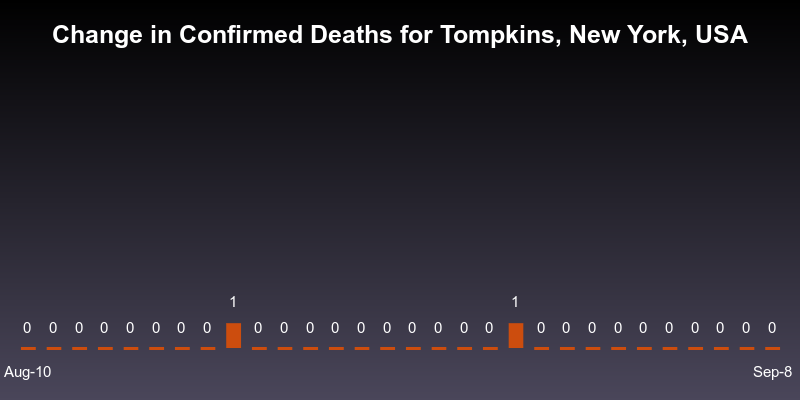 Change in Confirmed Deaths for Tompkins, New York, USA
1 1
0 0 0 0 0 0 0 0 0 0 0 0 0 0 0 0 0 0 0 0 0 0 0 0 0 0 0 0
Aug-10 Sep-8